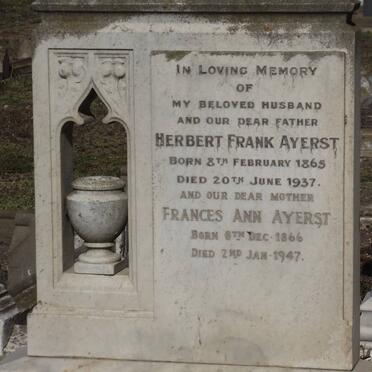 In Loving Memory
OF
MY BELOVED HUSBAND
AND OUR DEAR FATHER
HERBERT FRANK AYERST
BORN 8TH FEBRUARY 1865
DIED 20TH JUNE 1937.
AND OUR DEAR MOTHER
FRANCES ANN AYERST
BORN 8TH DEC. 1866
DIED 2ND JAN. 1947.